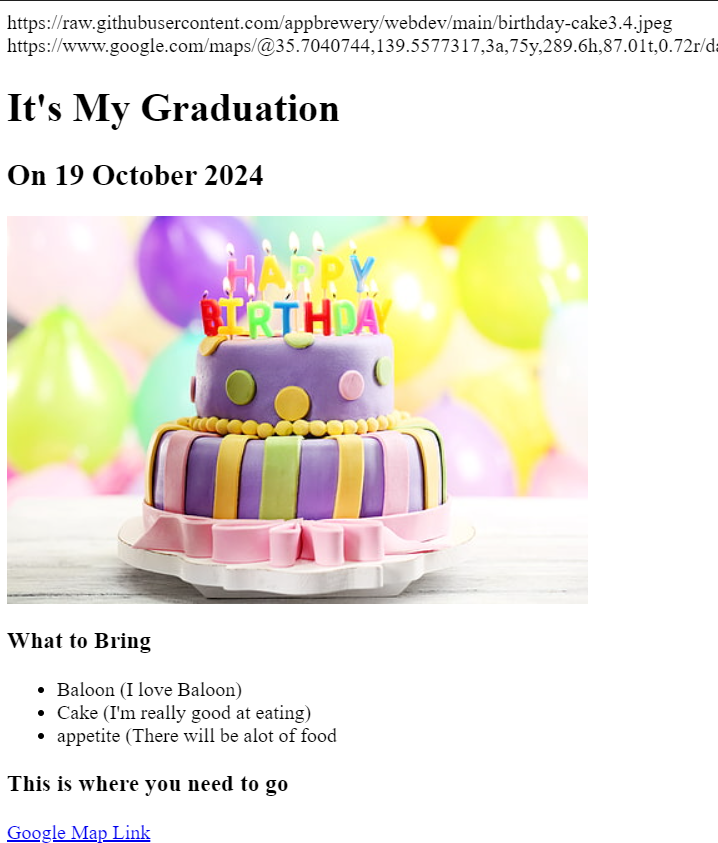 https://raw.githubusercontent.com/appbrewery/webdev/main/birthday-cake3.4.jpeg
https://www.google.com/maps/@35.7040744,139.5577317,3a,75y,289.6h,87.01t,0.72r/da
It's My Graduation
On 19 October 2024
HAPPY
BIRTHDAY
What to Bring
Baloon (I love Baloon)
Cake (I'm really good at eating)
appetite (There will be alot of food
This is where you need to go
Google Map Link